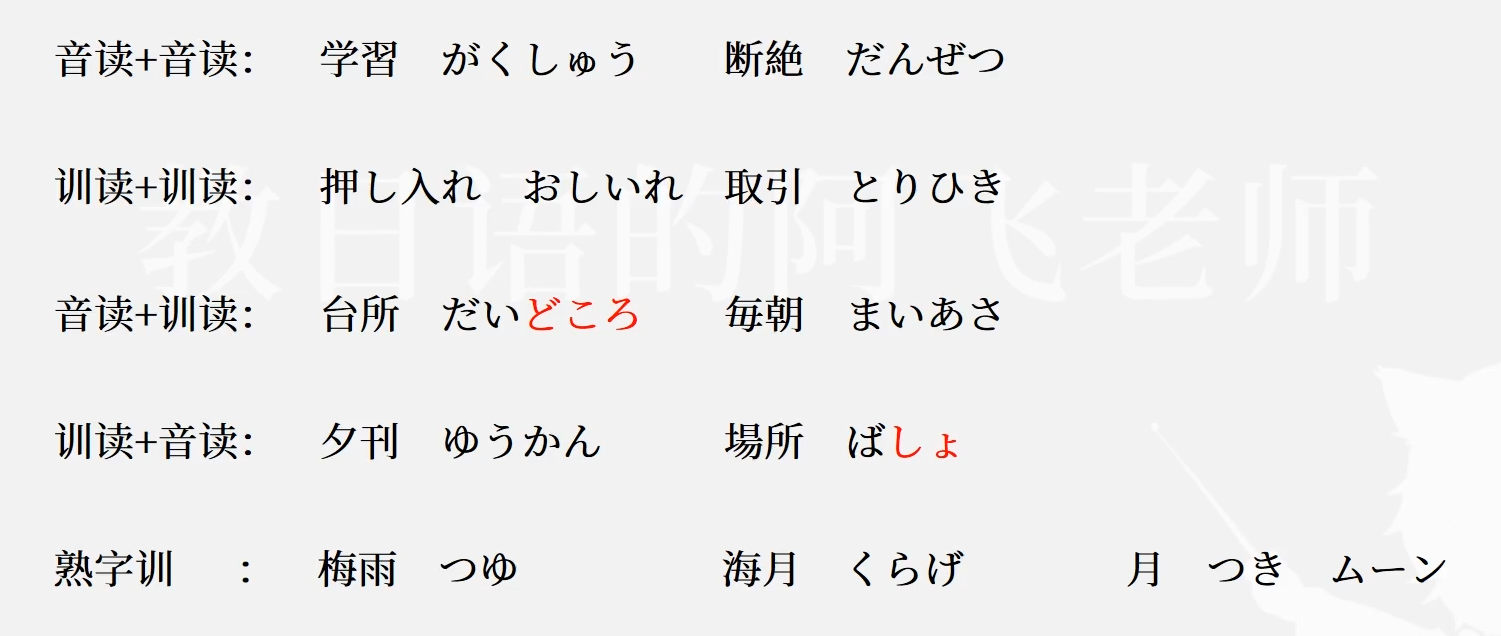 音读+音读： 学習 がくしゅう 断絶 だんぜつ
训读+训读： 押し入れ おしいれ 取引 とりひき
教日语的阿飞老师
音读+训读： 台所 だいどころ 毎朝 まいあさ
训读+音读： 夕刊 ゆうかん 場所 ばしょ
熟字训 ： 梅雨 つゆ 海月 くらげ 月 つき ムーン